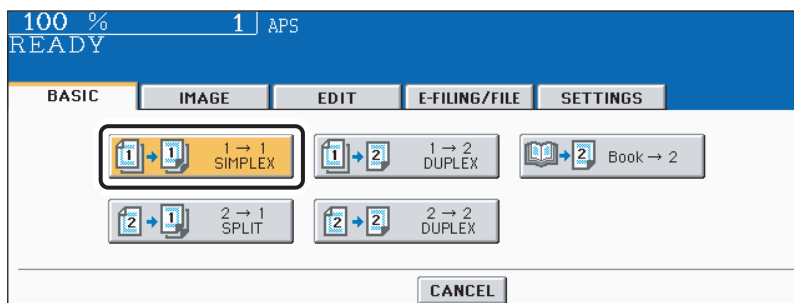 100 % 1 APS
READY
BASIC IMAGE EDIT E-FILING/FILE SETTINGS
1 1 1 → 1 SIMPLEX
1 2 1 → 2 DUPLEX
2 Book → 2
2 1 2 → 1 SPLIT
2 2 2 → 2 DUPLEX
CANCEL